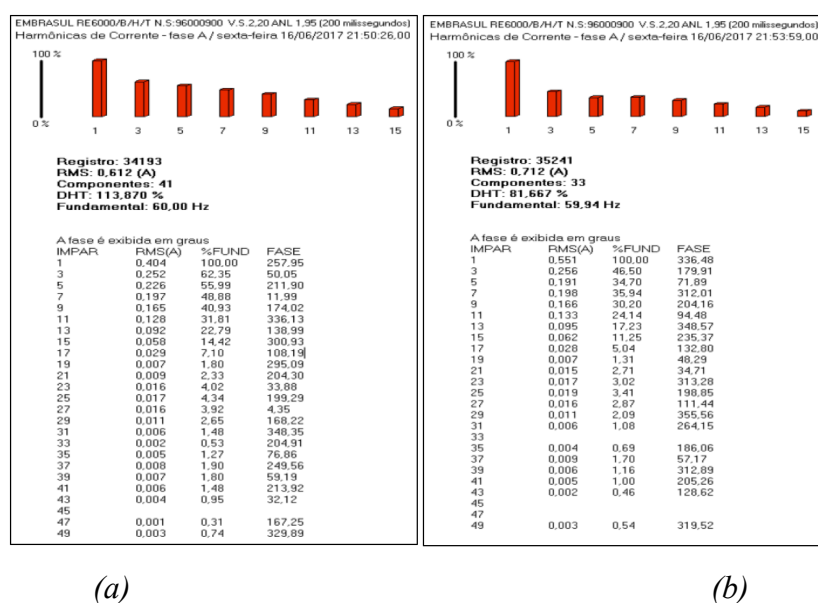 EMBRASUL RE6000/B/H/T N.S:96000900 V.S.2,20 ANL 1,95 (200 milissegundos)
Harmônicas de Corrente - fase A / sexta-feira 16/06/2017 21:50:26,00
100 %
0 %
1 3 5 7 9 11 13 15
Registro: 34193
RMS: 0,612 (A)
Componentes: 41
DHT: 113,870 %
Fundamental: 60,00 Hz
A fase é exibida em graus
IMPAR RMS(A) %FUND FASE
1 0,404 100,00 257,95
3 0,252 62,35 50,05
5 0,226 55,99 211,90
7 0,197 48,88 11,99
9 0,165 40,93 174,02
11 0,128 31,81 336,13
13 0,092 22,79 138,99
15 0,058 14,42 300,93
17 0,029 7,10 108,19
19 0,007 1,80 295,09
21 0,009 2,33 204,30
23 0,016 4,02 33,88
25 0,017 4,34 199,29
27 0,016 3,92 4,35
29 0,011 2,65 168,22
31 0,006 1,48 348,35
33 0,002 0,53 204,91
35 0,005 1,27 76,86
37 0,008 1,90 249,56
39 0,007 1,80 59,19
41 0,006 1,48 213,92
43 0,004 0,95 32,12
45
47 0,001 0,31 167,25
49 0,003 0,74 329,89
(a)
EMBRASUL RE6000/B/H/T N.S:96000900 V.S.2,20 ANL 1,95 (200 milissegundos)
Harmônicas de Corrente - fase A / sexta-feira 16/06/2017 21:53:59,00
100 %
0 %
1 3 5 7 9 11 13 15
Registro: 35241
RMS: 0,712 (A)
Componentes: 33
DHT: 81,667 %
Fundamental: 59,94 Hz
A fase é exibida em graus
IMPAR RMS(A) %FUND FASE
1 0,551 100,00 336,48
3 0,256 46,50 179,91
5 0,191 34,70 71,89
7 0,198 35,94 312,01
9 0,166 30,20 204,16
11 0,133 24,14 94,48
13 0,095 17,23 348,57
15 0,062 11,25 235,37
17 0,028 5,04 132,80
19 0,007 1,31 48,29
21 0,015 2,71 34,71
23 0,017 3,02 313,28
25 0,019 3,41 198,85
27 0,016 2,87 111,44
29 0,011 2,09 355,56
31 0,006 1,08 264,15
33
35 0,004 0,69 186,06
37 0,009 1,70 57,17
39 0,006 1,16 312,89
41 0,005 1,00 205,26
43 0,002 0,46 128,62
45
47
49 0,003 0,54 319,52
(b)